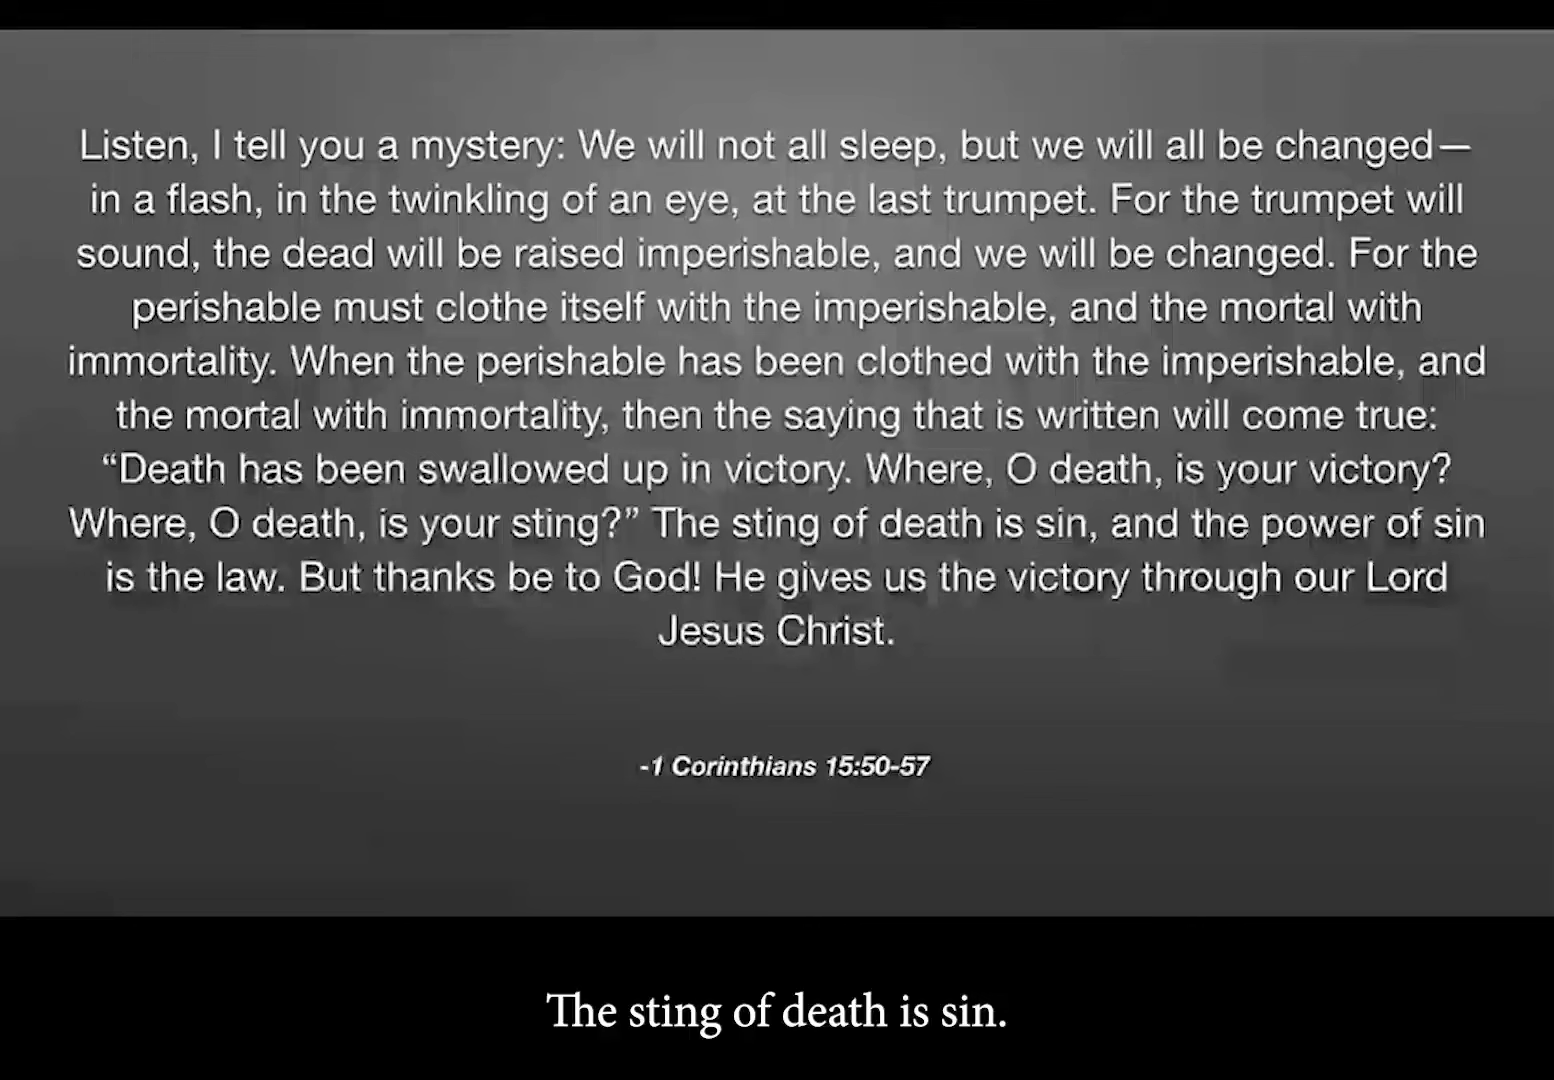 Listen, I tell you a mystery: We will not all sleep, but we will all be changed—
in a flash, in the twinkling of an eye, at the last trumpet. For the trumpet will
sound, the dead will be raised imperishable, and we will be changed. For the
perishable must clothe itself with the imperishable, and the mortal with
immortality. When the perishable has been clothed with the imperishable, and
the mortal with immortality, then the saying that is written will come true:
“Death has been swallowed up in victory. Where, O death, is your victory?
Where, O death, is your sting?” The sting of death is sin, and the power of sin
is the law. But thanks be to God! He gives us the victory through our Lord
Jesus Christ.
-1 Corinthians 15:50-57
The sting of death is sin.